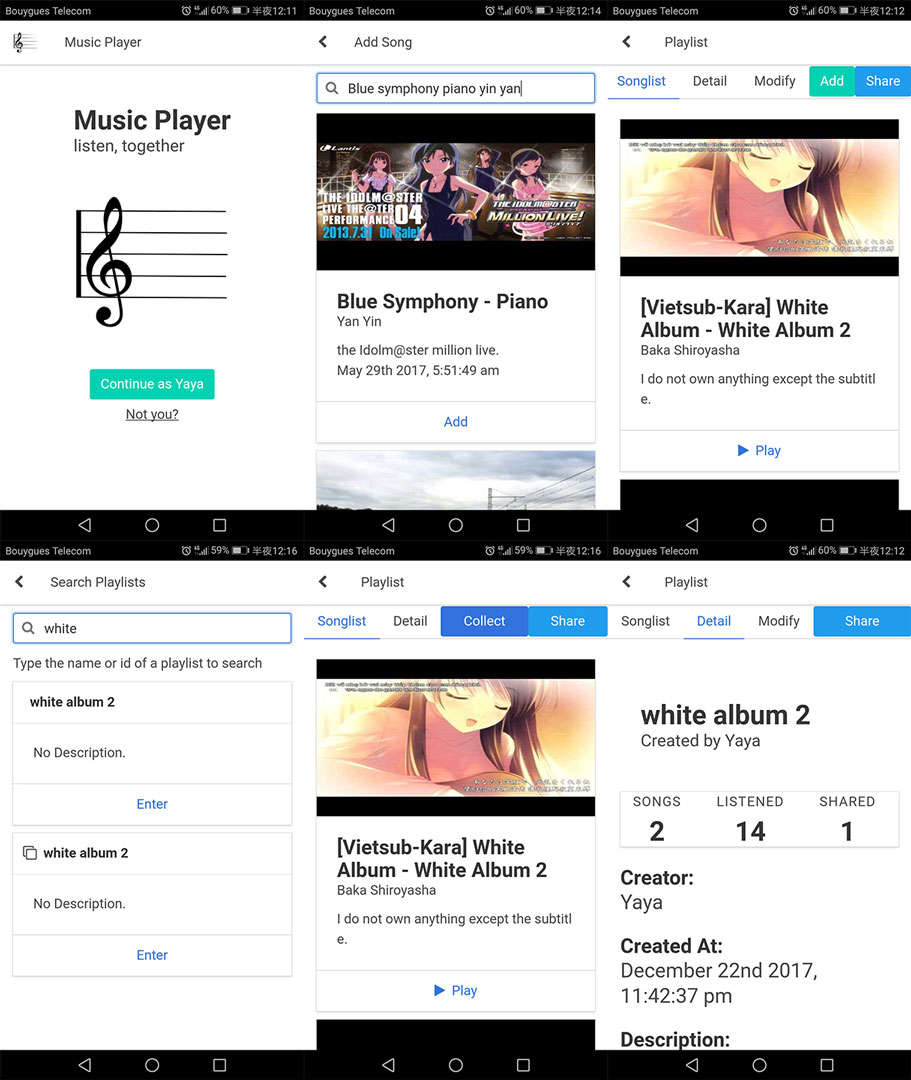 Bouygues Telecom 4G 60% 半夜12:11
Music Player
Music Player
listen, together
Continue as Yaya
Not you?
Bouygues Telecom 4G 60% 半夜12:14
Add Song
Blue symphony piano yin yan
Lantis
THE IDOLM@STER
LIVE THE@TER
PERFORMANCE 04
2013.7.31 On Sale!
THE IDOLM@STER
MILLION LIVE!
Blue Symphony - Piano
Yan Yin
the Idolm@ster million live.
May 29th 2017, 5:51:49 am
Add
Bouygues Telecom 4G 60% 半夜12:12
Playlist
Songlist Detail Modify Add Share
[Vietsub-Kara] White
Album - White Album 2
Baka Shiroyasha
I do not own anything except the subtitl
e.
Play
Bouygues Telecom 4G 59% 半夜12:16
Search Playlists
white
Type the name or id of a playlist to search
white album 2
No Description.
Enter
white album 2
No Description.
Enter
Bouygues Telecom 4G 59% 半夜12:16
Playlist
Songlist Detail Collect Share
[Vietsub-Kara] White
Album - White Album 2
Baka Shiroyasha
I do not own anything except the subtitl
e.
Play
Bouygues Telecom 4G 60% 半夜12:12
Playlist
Songlist Detail Modify Share
white album 2
Created by Yaya
SONGS LISTENED SHARED
2 14 1
Creator:
Yaya
Created At:
December 22nd 2017,
11:42:37 pm
Description: